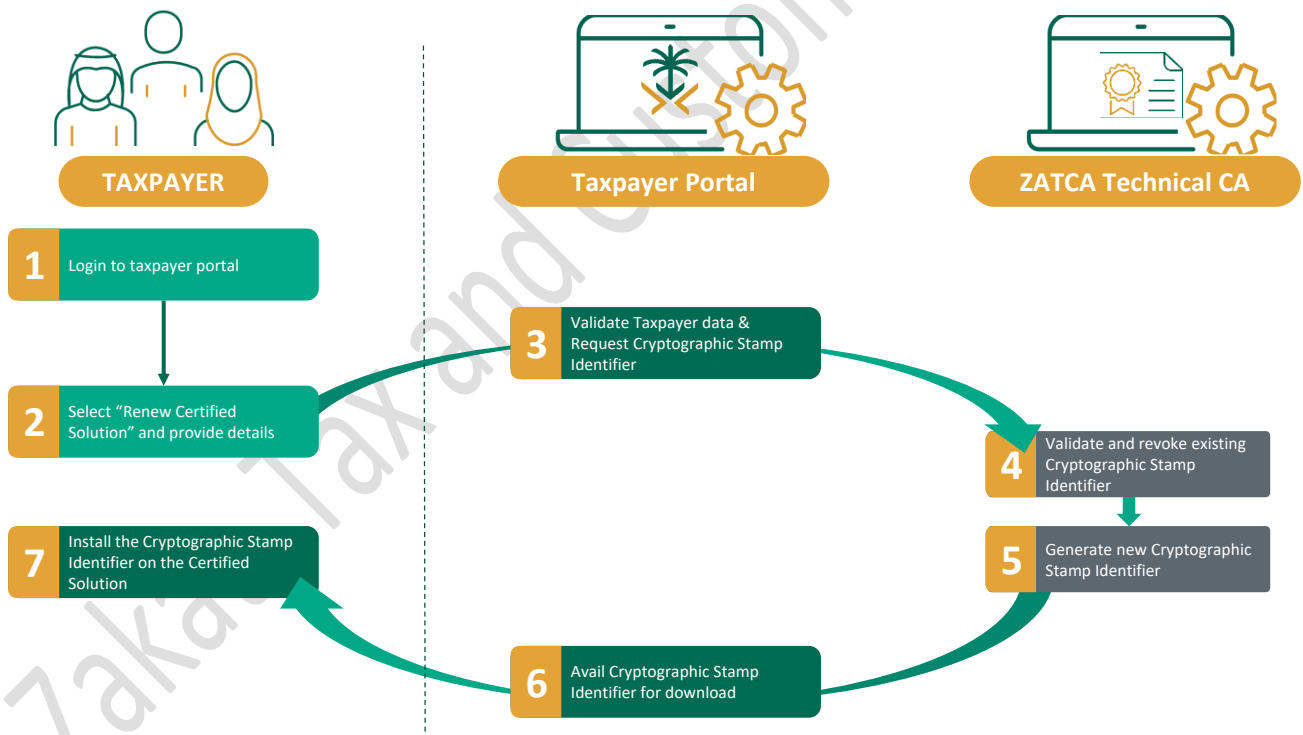 TAXPAYER
Taxpayer Portal
ZATCA Technical CA
1
Login to taxpayer portal
2
Select “Renew Certified
Solution” and provide details
3
Validate Taxpayer data &
Request Cryptographic Stamp
Identifier
4
Validate and revoke existing
Cryptographic Stamp
Identifier
5
Generate new Cryptographic
Stamp Identifier
6
Avail Cryptographic Stamp
Identifier for download
7
Install the Cryptographic Stamp
Identifier on the Certified
Solution
Tax and